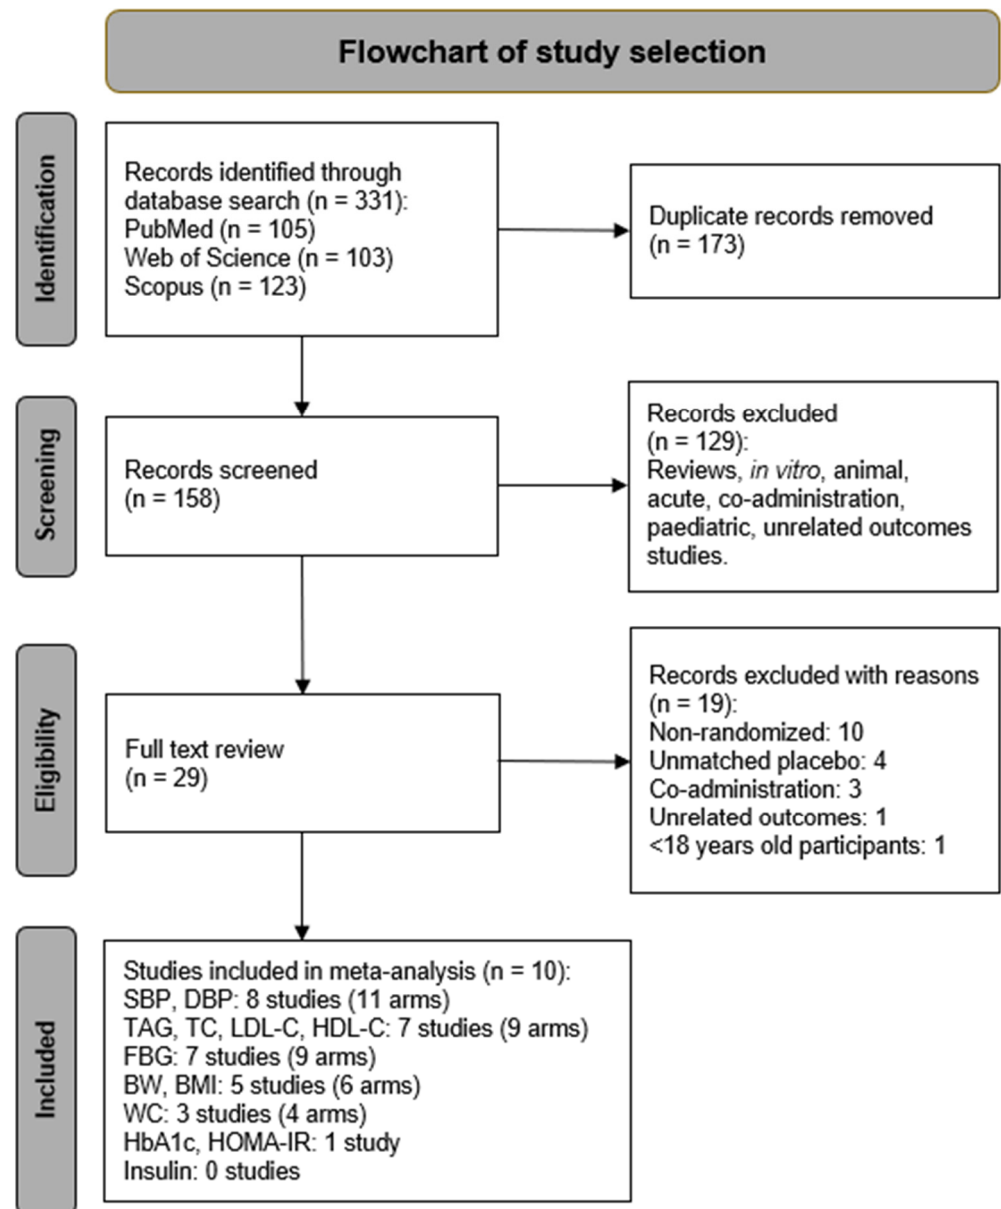 Flowchart of study selection
Identification
Records identified through
database search (n = 331):
PubMed (n = 105)
Web of Science (n = 103)
Scopus (n = 123)
Duplicate records removed
(n = 173)
Screening
Records screened
(n = 158)
Records excluded
(n = 129):
Reviews, in vitro, animal,
acute, co-administration,
paediatric, unrelated outcomes
studies.
Eligibility
Full text review
(n = 29)
Records excluded with reasons
(n = 19):
Non-randomized: 10
Unmatched placebo: 4
Co-administration: 3
Unrelated outcomes: 1
<18 years old participants: 1
Included
Studies included in meta-analysis (n = 10):
SBP, DBP: 8 studies (11 arms)
TAG, TC, LDL-C, HDL-C: 7 studies (9 arms)
FBG: 7 studies (9 arms)
BW, BMI: 5 studies (6 arms)
WC: 3 studies (4 arms)
HbA1c, HOMA-IR: 1 study
Insulin: 0 studies